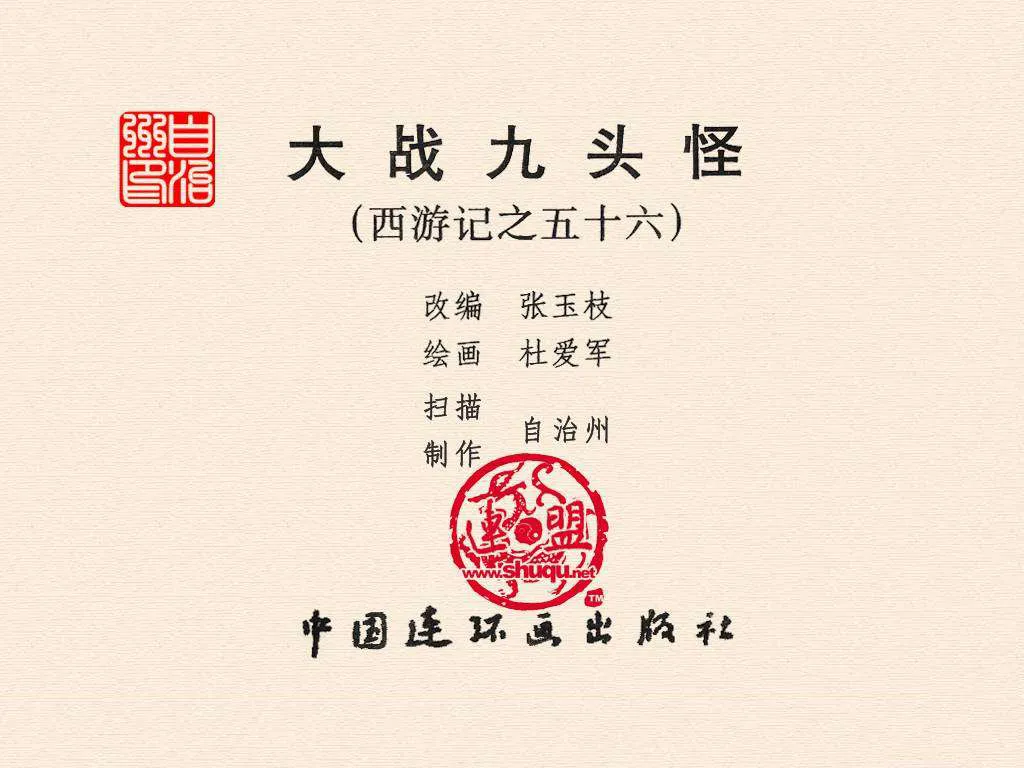 自治州印
大战九头怪
(西游记之五十六)
改编 张玉枝
绘画 杜爱军
扫描
制作 自治州
連盟
www.shuqu.net
TM
中国连环画出版社